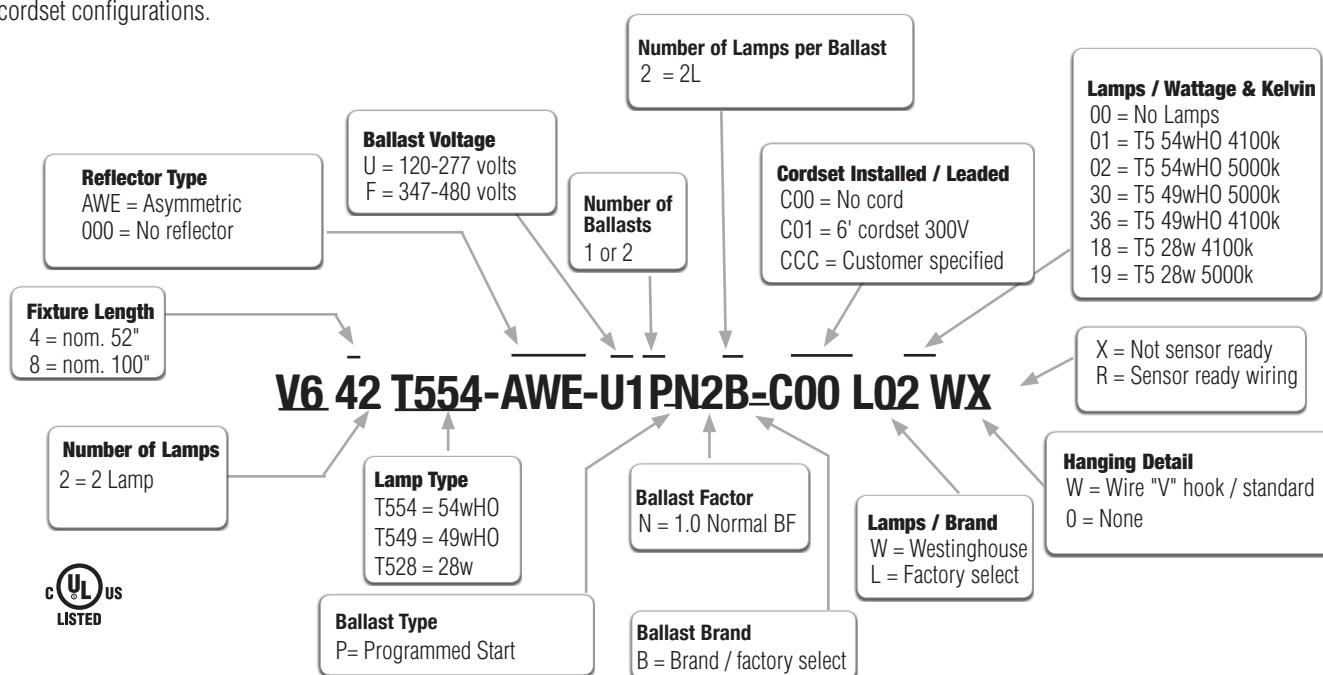 cordset configurations.
Number of Lamps per Ballast
2 = 2L
Lamps / Wattage & Kelvin
00 = No Lamps
01 = T5 54wHO 4100k
02 = T5 54wHO 5000k
30 = T5 49wHO 5000k
36 = T5 49wHO 4100k
18 = T5 28w 4100k
19 = T5 28w 5000k
Ballast Voltage
U = 120-277 volts
F = 347-480 volts
Reflector Type
AWE = Asymmetric
000 = No reflector
Number of
Ballasts
1 or 2
Cordset Installed / Leaded
C00 = No cord
C01 = 6' cordset 300V
CCC = Customer specified
Fixture Length
4 = nom. 52"
8 = nom. 100"
X = Not sensor ready
R = Sensor ready wiring
V6 42 T554-AWE-U1PN2B-C00 L02 WX
Number of Lamps
2 = 2 Lamp
Lamp Type
T554 = 54wHO
T549 = 49wHO
T528 = 28w
Ballast Factor
N = 1.0 Normal BF
Lamps / Brand
W = Westinghouse
L = Factory select
Hanging Detail
W = Wire "V" hook / standard
0 = None
Ballast Type
P= Programmed Start
Ballast Brand
B = Brand / factory select
C UL US
®
LISTED